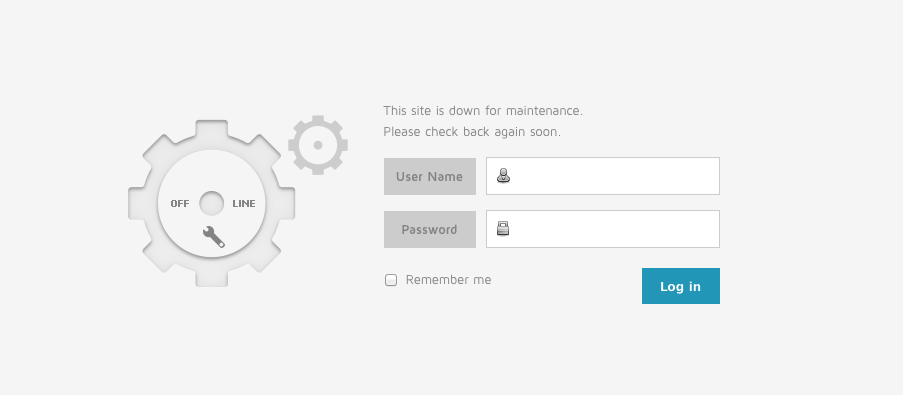 This site is down for maintenance.
Please check back again soon.
OFF LINE
User Name
Password
Remember me
Log in